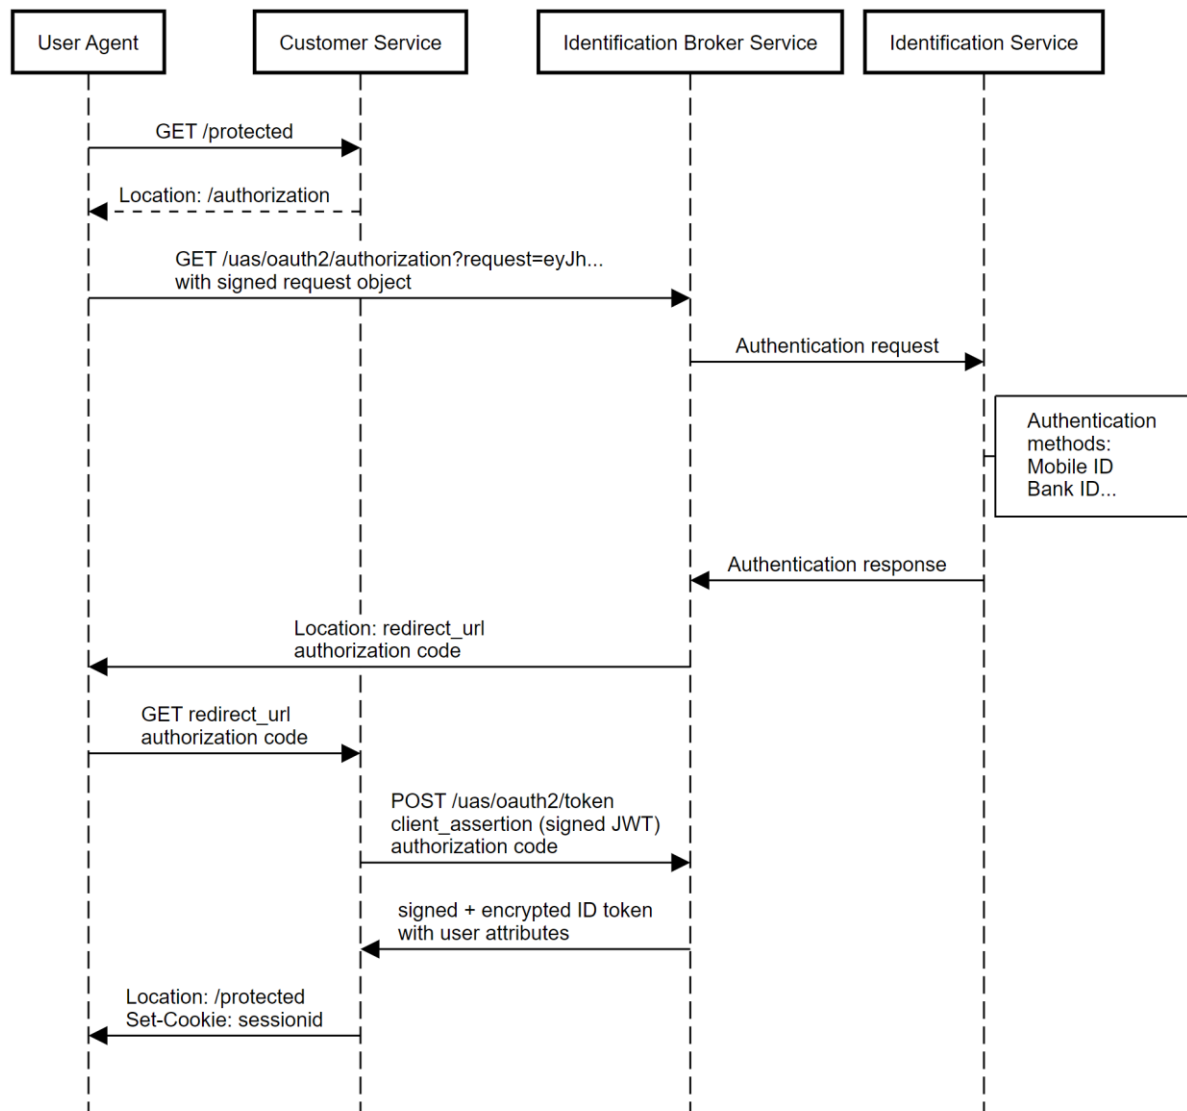 User Agent
Customer Service
Identification Broker Service
Identification Service
GET /protected
Location: /authorization
GET /uas/oauth2/authorization?request=eyJh...
with signed request object
Authentication request
Authentication
methods:
Mobile ID
Bank ID...
Authentication response
Location: redirect_url
authorization code
GET redirect_url
authorization code
POST /uas/oauth2/token
client_assertion (signed JWT)
authorization code
signed + encrypted ID token
with user attributes
Location: /protected
Set-Cookie: sessionid